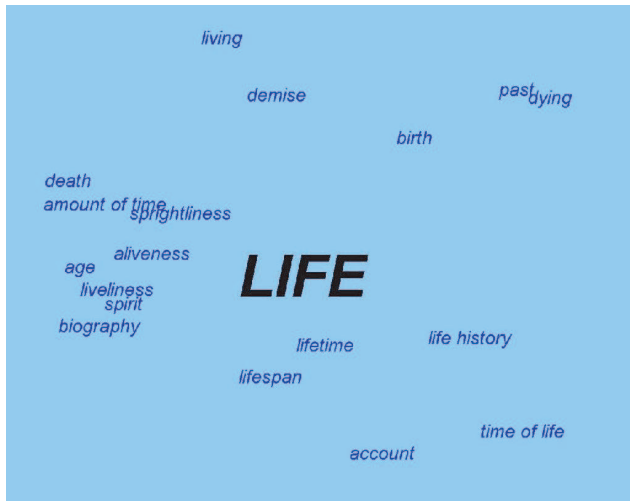 living
demise
past
dying
birth
death
amount of time
sprightliness
aliveness
age
LIFE
liveliness
spirit
biography
life history
lifetime
lifespan
time of life
account